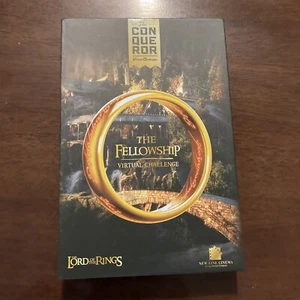 THE
CONQUEROR
THE
FELLOWSHIP
VIRTUAL CHALLENGE
THE
LORD OF THE RINGS
NEW LINE CINEMA